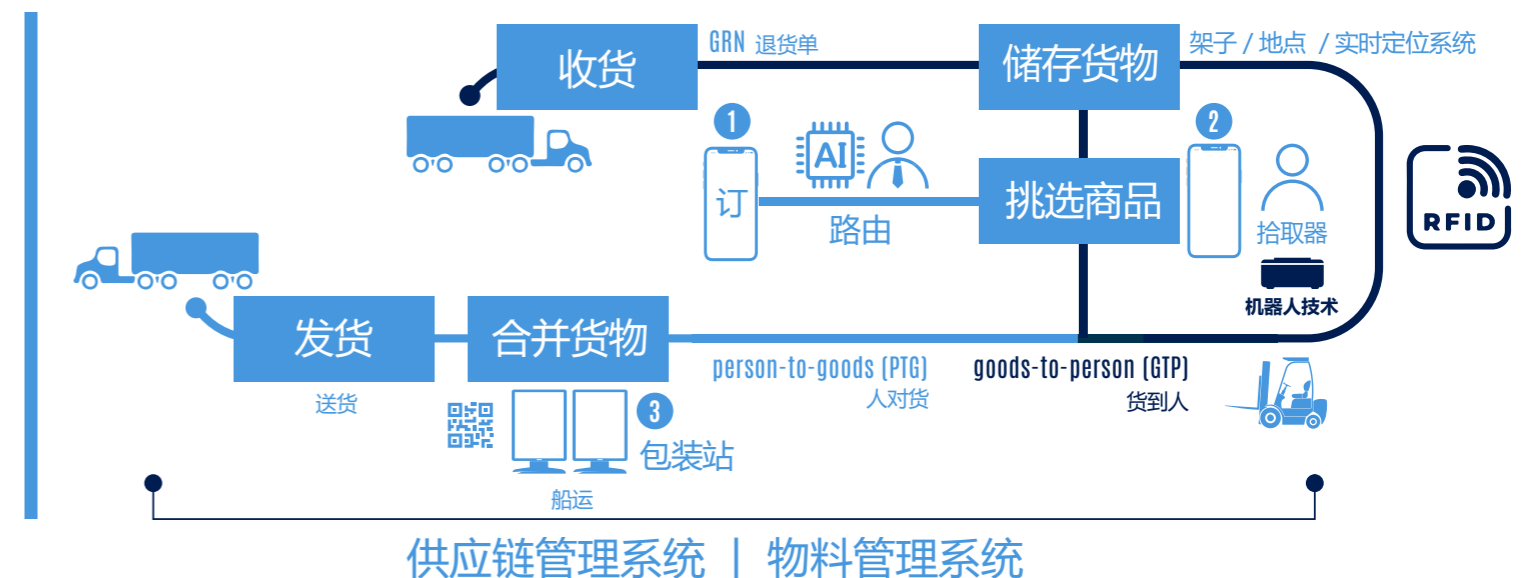 收货
GRN 退货单
储存货物
架子 / 地点 / 实时定位系统
1
AI
订
路由
挑选商品
2
拾取器
机器人技术
RFID
发货
送货
合并货物
person-to-goods (PTG)
人对货
goods-to-person (GTP)
货到人
3
包装站
船运
供应链管理系统 | 物料管理系统